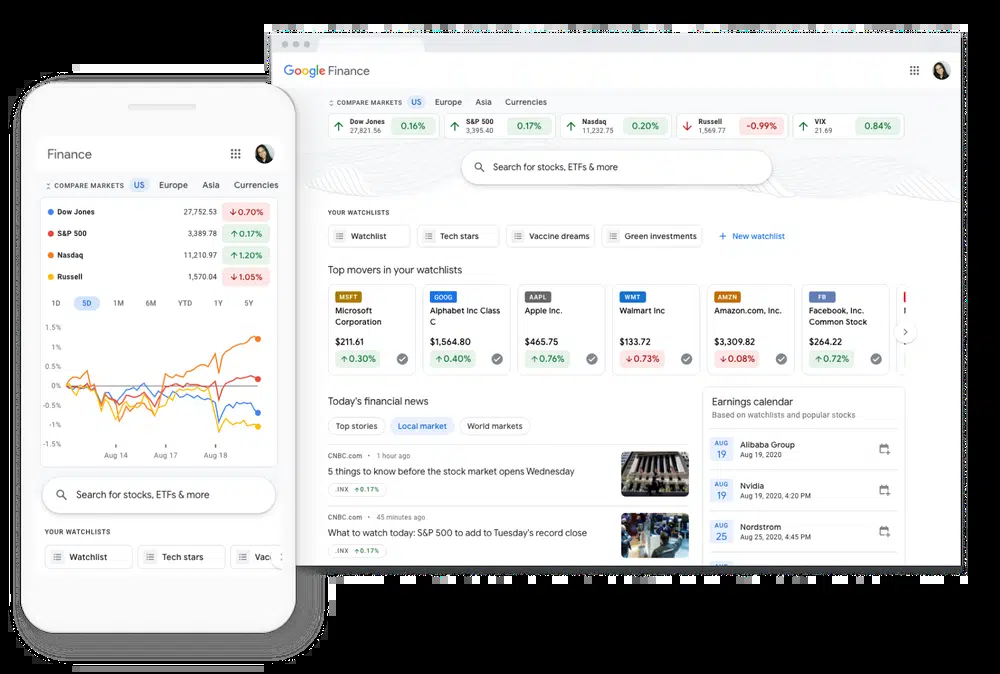 Google Finance
COMPARE MARKETS US Europe Asia Currencies
Dow Jones 27,821.56 0.16%
S&P 500 3,395.40 0.17%
Nasdaq 11,232.75 0.20%
Russell 1,569.77 -0.99%
VIX 21.69 0.84%
Search for stocks, ETFs & more
YOUR WATCHLISTS
Watchlist Tech stars Vaccine dreams Green investments + New watchlist
Top movers in your watchlists
MSFT
Microsoft
Corporation
$211.61
↑0.30%
GOOG
Alphabet Inc Class
C
$1,564.80
↑0.40%
AAPL
Apple Inc.
$465.75
↑0.76%
WMT
Walmart Inc
$133.72
↓0.73%
AMZN
Amazon.com, Inc.
$3,309.82
↓0.08%
FB
Facebook, Inc.
Common Stock
$264.22
↑0.72%
Today's financial news
Top stories Local market World markets
CNBC.com • 1 hour ago
5 things to know before the stock market opens Wednesday
.INX ↑0.17%
CNBC.com • 45 minutes ago
What to watch today: S&P 500 to add to Tuesday's record close
.INX ↑0.17%
Earnings calendar
Based on watchlists and popular stocks
AUG
19
Alibaba Group
Aug 19, 2020
AUG
19
Nvidia
Aug 19, 2020, 4:20 PM
AUG
25
Nordstrom
Aug 25, 2020, 4:45 PM
Finance
COMPARE MARKETS US Europe Asia Currencies
Dow Jones 27,752.53 ↓0.70%
S&P 500 3,389.78 ↑0.17%
Nasdaq 11,210.97 ↑1.20%
Russell 1,570.04 ↓1.05%
1D 5D 1M 6M YTD 1Y 5Y
1.5%
1%
0.5%
0%
-0.5%
-1%
-1.5%
Aug 14 Aug 17 Aug 18
Search for stocks, ETFs & more
YOUR WATCHLISTS
Watchlist Tech stars Vacc